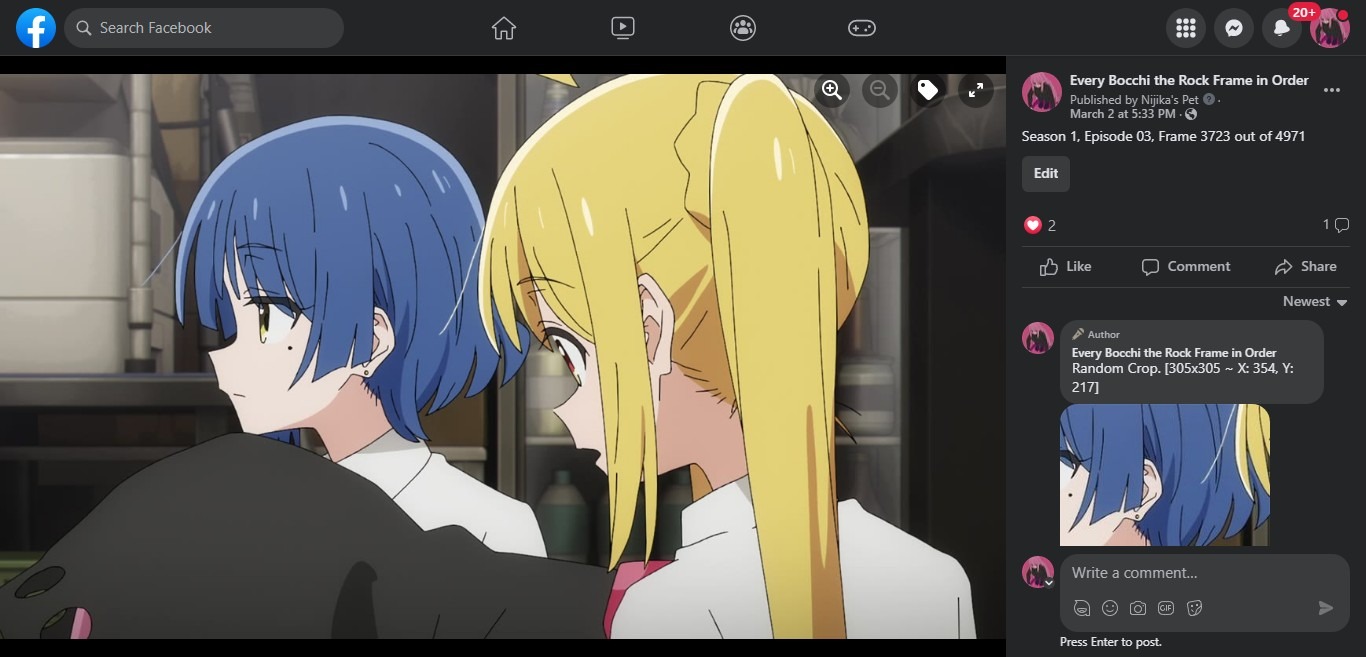 Search Facebook
20+
Every Bocchi the Rock Frame in Order
Published by Nijika's Pet ·
March 2 at 5:33 PM ·
Season 1, Episode 03, Frame 3723 out of 4971
Edit
2
1
Like
Comment
Share
Newest
Author
Every Bocchi the Rock Frame in Order
Random Crop. [305x305 ~ X: 354, Y:
217]
Write a comment...
GIF
Press Enter to post.